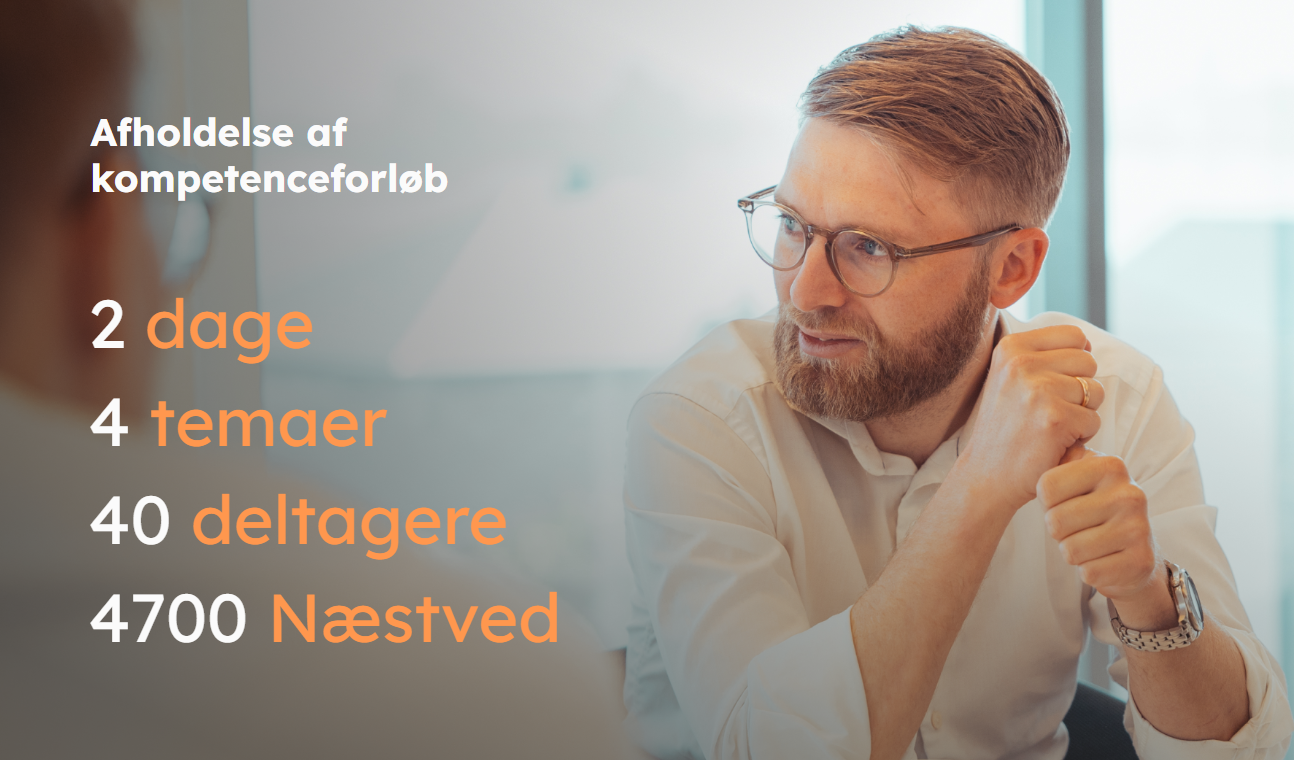 Afholdelse af
kompetenceforløb
2 dage
4 temaer
40 deltagere
4700 Næstved